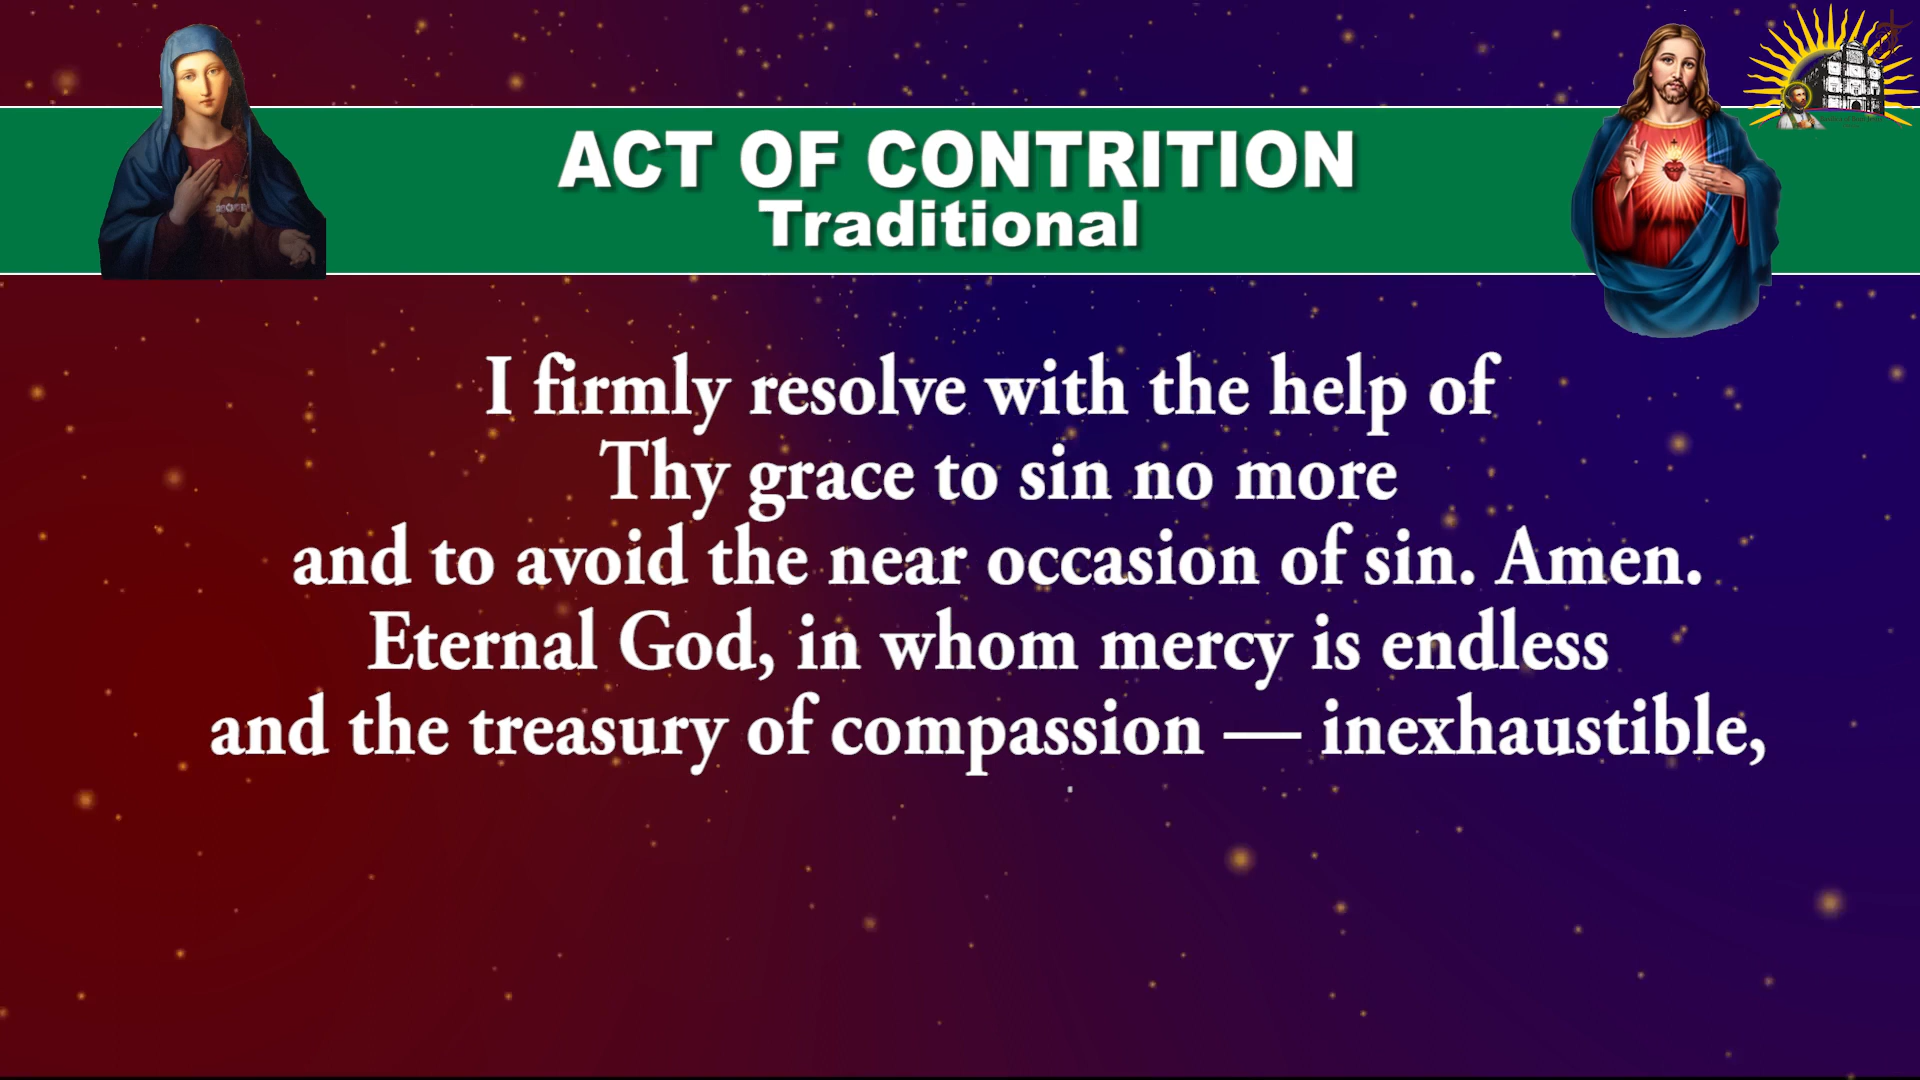 ACT OF CONTRITION
Traditional
I firmly resolve with the help of
Thy grace to sin no more
and to avoid the near occasion of sin. Amen.
Eternal God, in whom mercy is endless
and the treasury of compassion — inexhaustible,